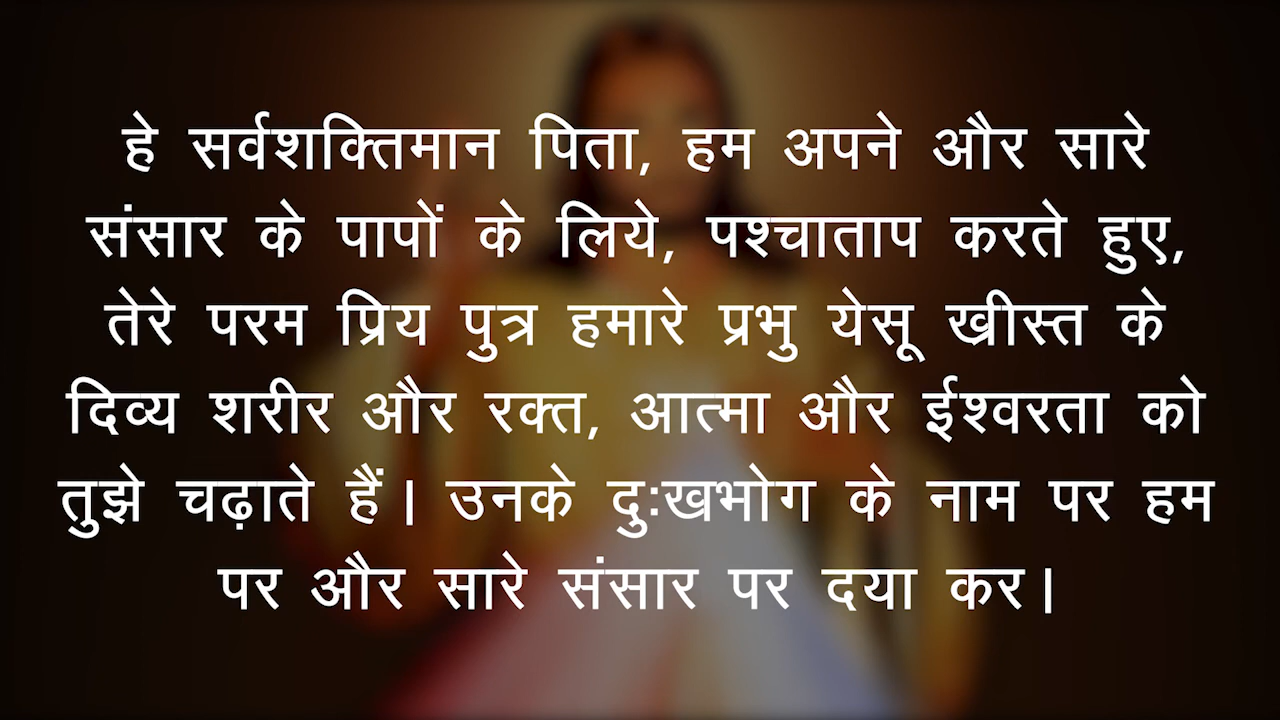 हे सर्वशक्तिमान पिता, हम अपने और सारे
संसार के पापों के लिये, पश्चाताप करते हुए,
तेरे परम प्रिय पुत्र हमारे प्रभु येसू खीस्त के
दिव्य शरीर और रक्त, आत्मा और ईश्वरता को
तुझे चढ़ाते हैं। उनके दुःखभोग के नाम पर हम
पर और सारे संसार पर दया कर।